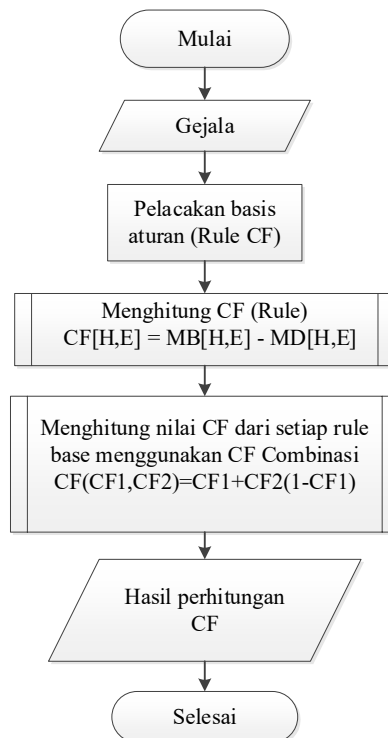 Mulai
Gejala
Pelacakan basis
aturan (Rule CF)
Menghitung CF (Rule)
CF[H,E] = MB[H,E] - MD[H,E]
Menghitung nilai CF dari setiap rule
base menggunakan CF Combinasi
CF(CF1,CF2)=CF1+CF2(1-CF1)
Hasil perhitungan
CF
Selesai